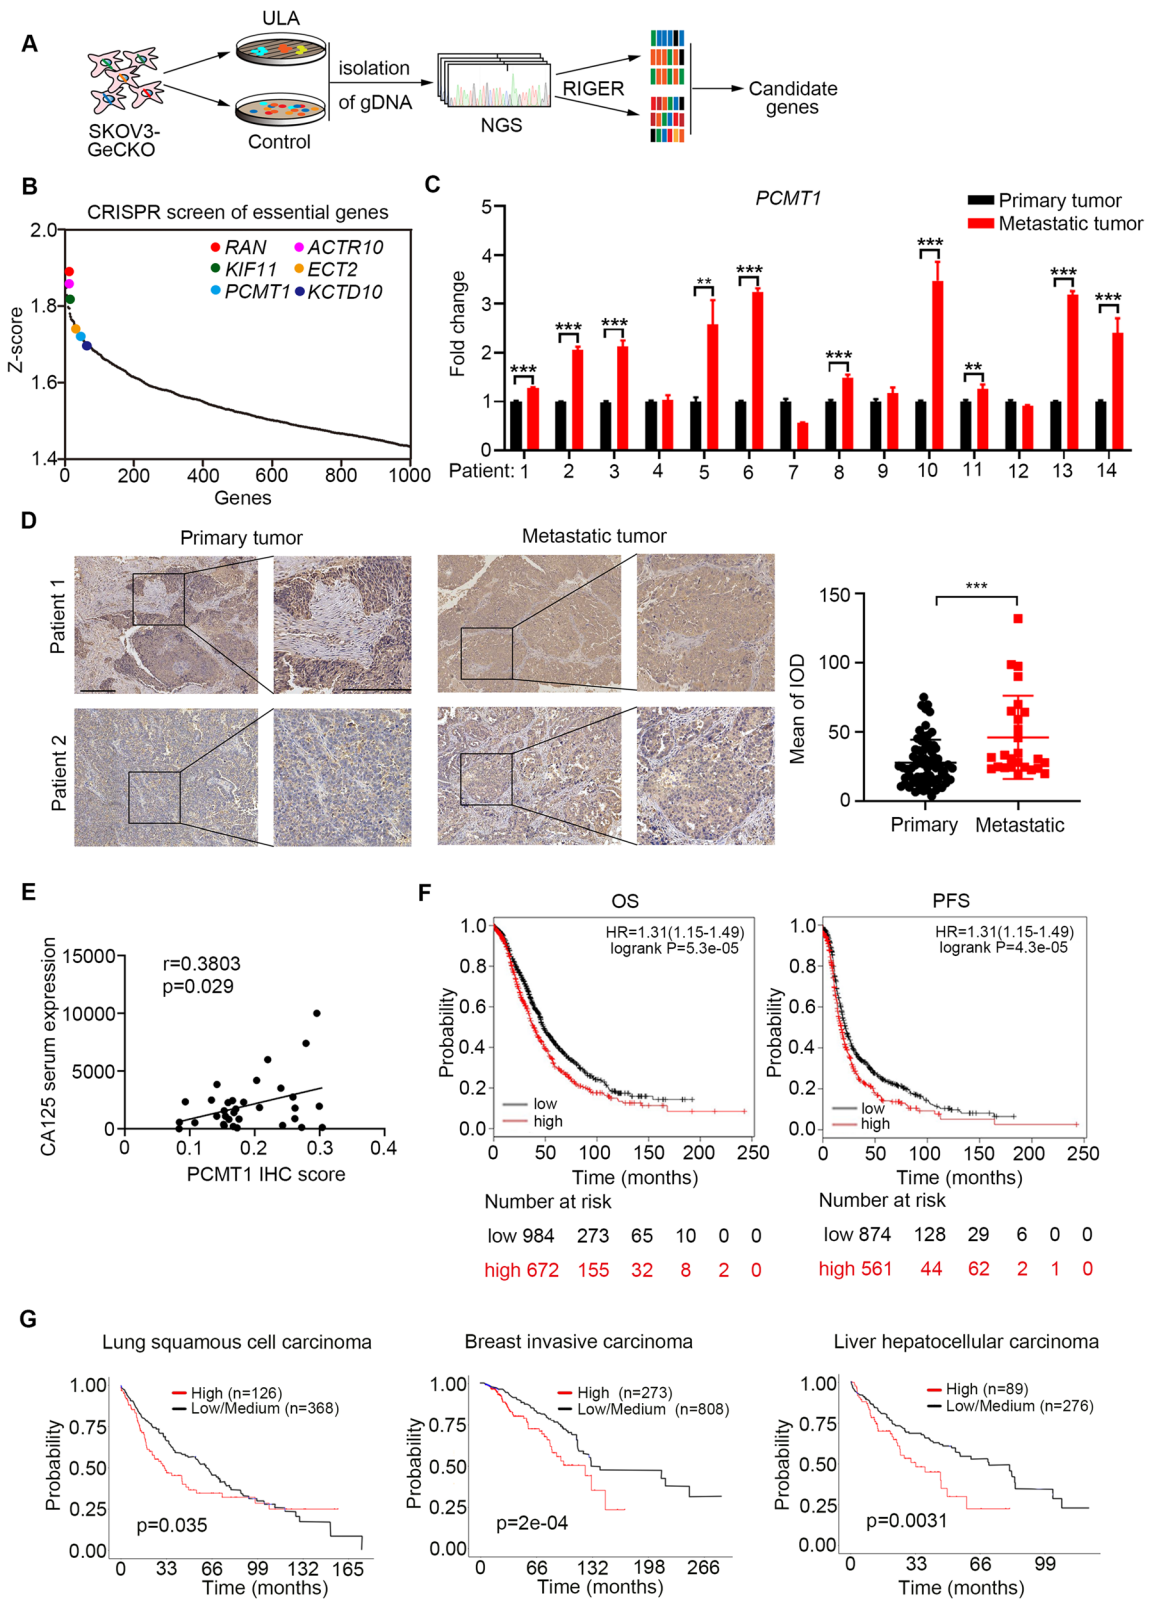 A
ULA
SKOV3-
GeCKO
Control
isolation
of gDNA
NGS
RIGER
Candidate
genes
B
CRISPR screen of essential genes
Z-score
2.0
1.8
1.6
1.4
RAN
ACTR10
KIF11
ECT2
PCMT1
KCTD10
0 200 400 600 800 1000
Genes
C
PCMT1
Primary tumor
Metastatic tumor
Fold change
5
4
3
2
1
0
*** *** *** ** *** *** *** ** *** ***
Patient: 1 2 3 4 5 6 7 8 9 10 11 12 13 14
D
Primary tumor
Metastatic tumor
Patient 1
Patient 2
Mean of IOD
150
100
50
0
***
Primary Metastatic
E
CA125 serum expression
15000
10000
5000
0
r=0.3803
p=0.029
0 0.1 0.2 0.3 0.4
PCMT1 IHC score
F
OS
Probability
1.0
0.8
0.6
0.4
0.2
0.0
HR=1.31(1.15-1.49)
logrank P=5.3e-05
low
high
0 50 100 150 200 250
Time (months)
Number at risk
low 984 273 65 10 0 0
high 672 155 32 8 2 0
PFS
Probability
1.0
0.8
0.6
0.4
0.2
0.0
HR=1.31(1.15-1.49)
logrank P=4.3e-05
low
high
0 50 100 150 200 250
Time (months)
Number at risk
low 874 128 29 6 0 0
high 561 44 62 2 1 0
G
Lung squamous cell carcinoma
Probability
1.00
0.75
0.50
0.25
0.00
High (n=126)
Low/Medium (n=368)
p=0.035
0 33 66 99 132 165
Time (months)
Breast invasive carcinoma
Probability
1.00
0.75
0.50
0.25
0.00
High (n=273)
Low/Medium (n=808)
p=2e-04
0 66 132 198 266
Time (months)
Liver hepatocellular carcinoma
Probability
1.00
0.75
0.50
0.25
0.00
High (n=89)
Low/Medium (n=276)
p=0.0031
0 33 66 99
Time (months)